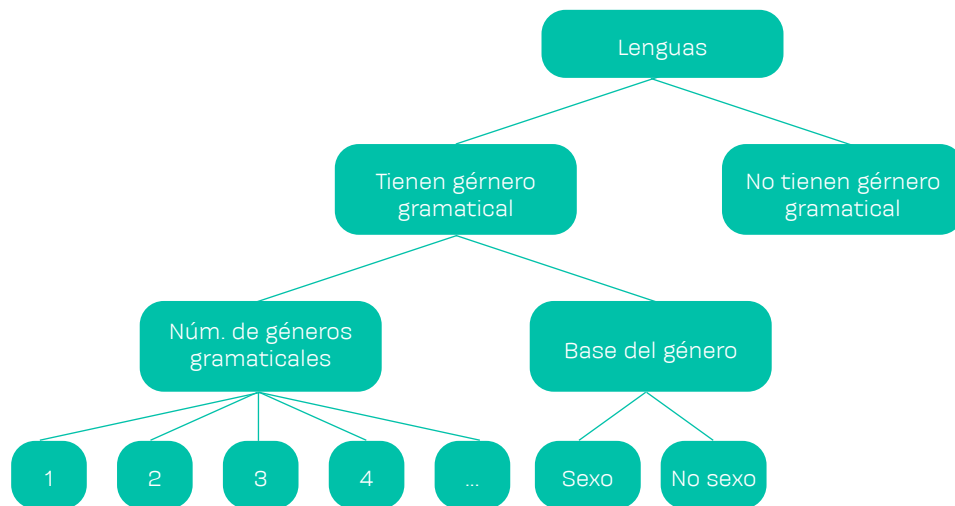 Lenguas
Tienen gérnero
gramatical
No tienen gérnero
gramatical
Núm. de géneros
gramaticales
Base del género
1
2
3
4
...
Sexo
No sexo